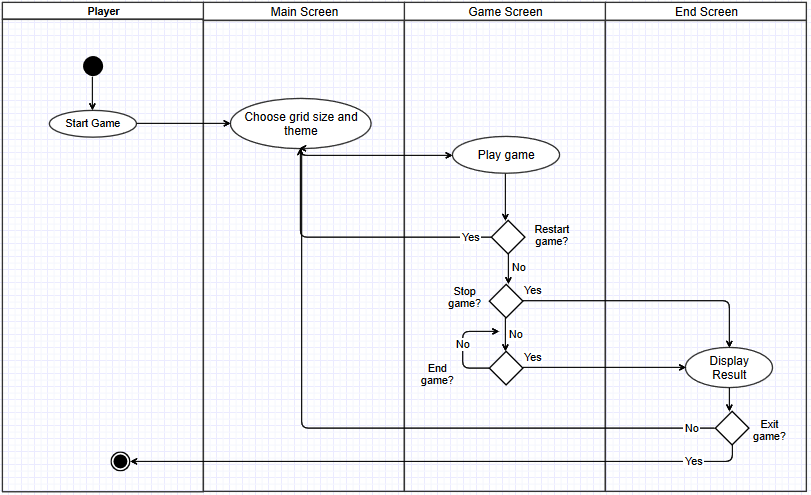 Player
Main Screen
Game Screen
End Screen
Start Game
Choose grid size and
theme
Play game
Yes
Restart
game?
No
Stop
game?
Yes
No
No
End
game?
Yes
Display
Result
No
Exit
game?
Yes